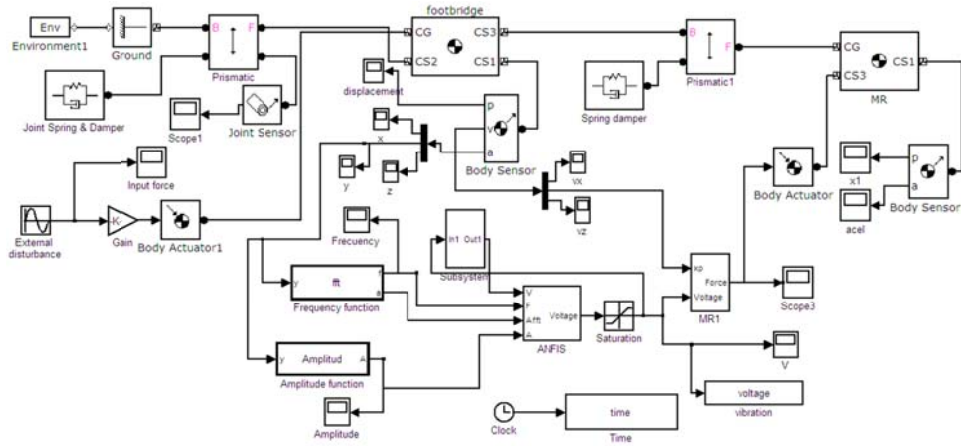 footbridge
Env
Environment1
Ground
B
F
Prismatic
CG
CS3
CS2
CS1
B
F
Prismatic1
CG
CS3
CS1
MR
Joint Spring & Damper
Scope1
Joint Sensor
displacement
x
y
z
p
v
a
Body Sensor
Spring damper
vx
vz
Body Actuator
x1
acel
p
a
Body Sensor
Input force
External
disturbance
-K-
Gain
Body Actuator1
Frecuency
In1 Out1
Subsystem
y
fft
f
a
Frequency function
V
F
Afft
A
Voltage
ANFIS
Saturation
xp
Voltage
Force
MR1
Scope3
y
Amplitud
A
Amplitude function
Amplitude
V
voltage
vibration
Clock
time
Time